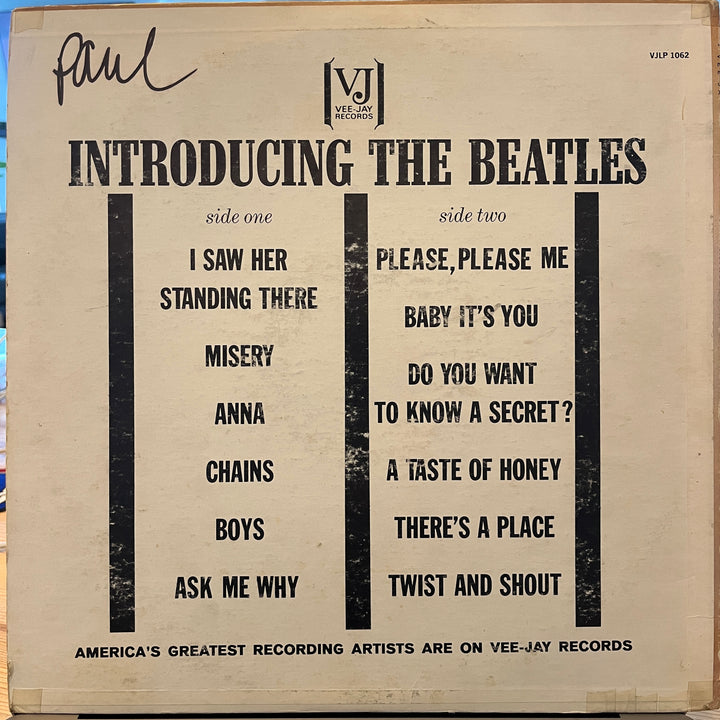 Paul
VJLP 1062
VJ
VEE-JAY
RECORDS
INTRODUCING THE BEATLES
side one
I SAW HER
STANDING THERE
MISERY
ANNA
CHAINS
BOYS
ASK ME WHY
side two
PLEASE, PLEASE ME
BABY IT'S YOU
DO YOU WANT
TO KNOW A SECRET?
A TASTE OF HONEY
THERE'S A PLACE
TWIST AND SHOUT
AMERICA'S GREATEST RECORDING ARTISTS ARE ON VEE-JAY RECORDS